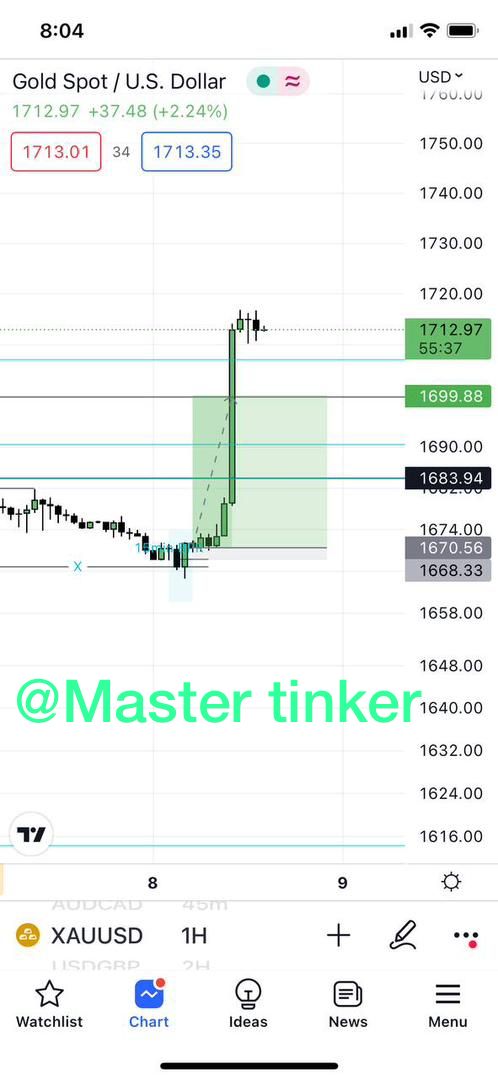 8:04
Gold Spot / U.S. Dollar
USD
1712.97 +37.48 (+2.24%)
1760.00
1713.01 34 1713.35
1750.00
1740.00
1730.00
1720.00
1712.97
55:37
1699.88
1690.00
1683.94
1682.00
1674.00
1670.56
X
1668.33
1658.00
1648.00
@Master tinker
1640.00
1632.00
1624.00
1616.00
8 9
AUDCAD 45m
XAUUSD 1H
USDGBP 2H
Watchlist Chart Ideas News Menu